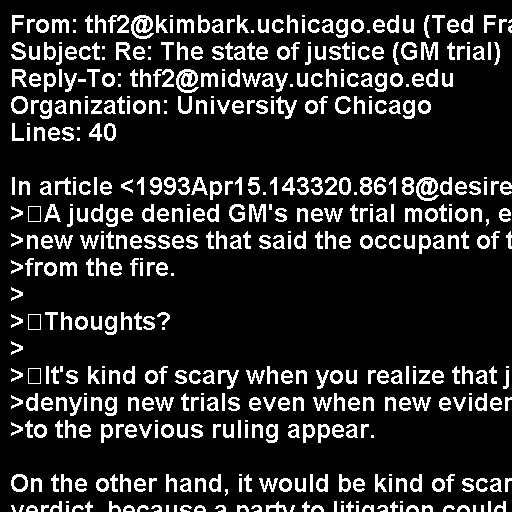 From: thf2@kimbark.uchicago.edu (Ted Fra
Subject: Re: The state of justice (GM trial)
Reply-To: thf2@midway.uchicago.edu
Organization: University of Chicago
Lines: 40

In article <1993Apr15.143320.8618@desire
>▯A judge denied GM's new trial motion, e
>new witnesses that said the occupant of t
>from the fire.
>
>▯Thoughts?
>
>▯It's kind of scary when you realize that j
>denying new trials even when new eviden
>to the previous ruling appear.

On the other hand, it would be kind of scar
verdict, because a party to litigation could